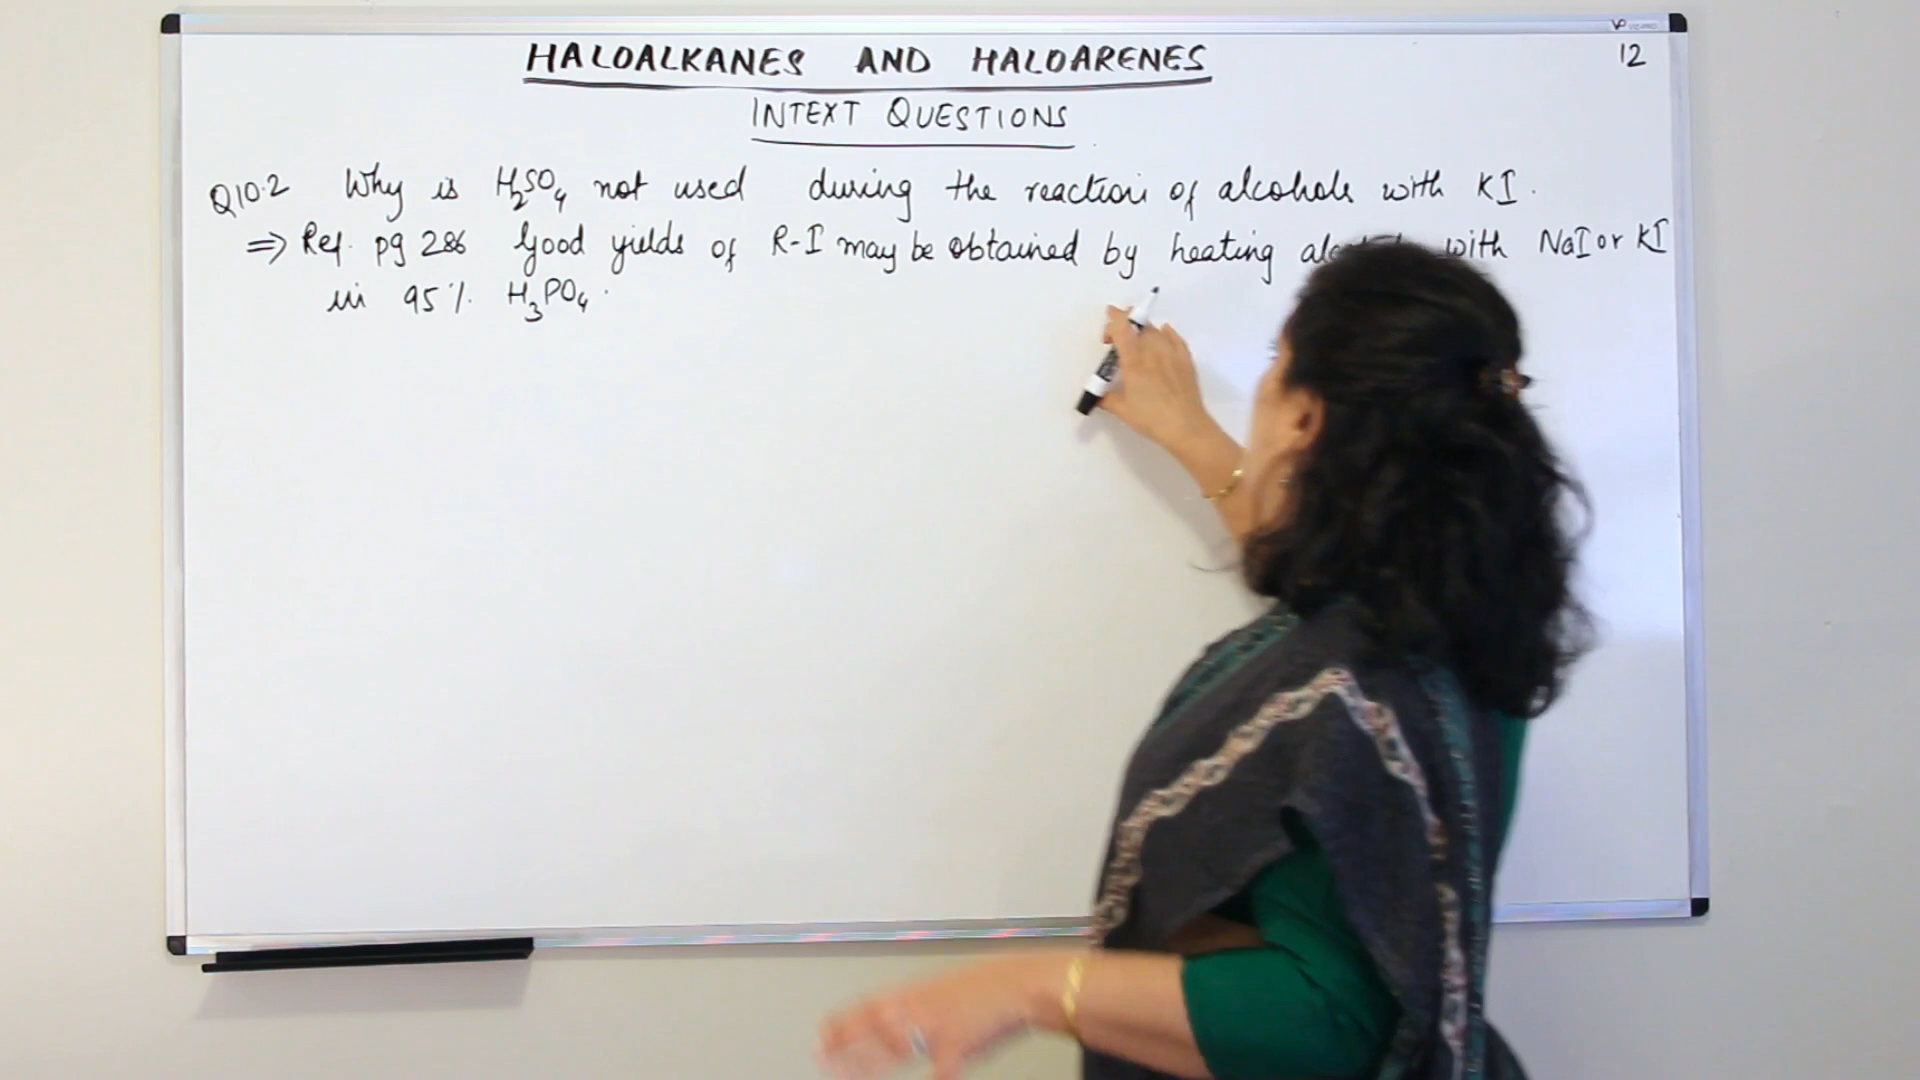 HALOALKANES AND HALOARENES
12
INTEXT QUESTIONS
Q10.2 Why is H₂SO₄ not used during the reaction of alcohols with KI.
⇒ Ref. pg 286 Good yields of R-I may be obtained by heating with NaI or KI
in 95% H₃PO₄.